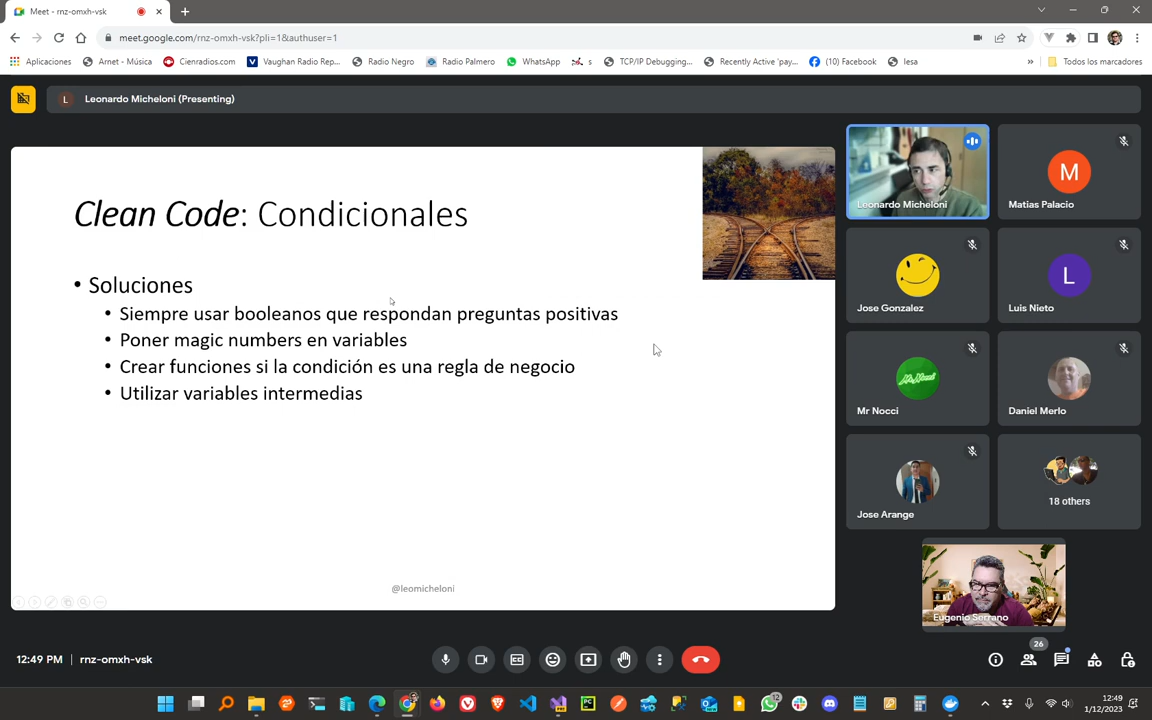 Meet - rnz-omxh-vsk
meet.google.com/rnz-omxh-vsk?pli=1&authuser=1
Aplicaciones
Arnet - Música
Cienradios.com
Vaughan Radio Rep...
Radio Negro
Radio Palmero
WhatsApp
s
TCP/IP Debugging...
Recently Active 'pay...
(10) Facebook
Iesa
»
Todos los marcadores
L
Leonardo Micheloni (Presenting)
Clean Code: Condicionales
• Soluciones
• Siempre usar booleanos que respondan preguntas positivas
• Poner magic numbers en variables
• Crear funciones si la condición es una regla de negocio
• Utilizar variables intermedias
@leomicheloni
Leonardo Micheloni
M
Matias Palacio
Jose Gonzalez
L
Luis Nieto
Mr.Nocci
Mr Nocci
Daniel Merlo
Jose Arange
18 others
Eugenio Serrano
12:49 PM | rnz-omxh-vsk
26
12
12:49
1/12/2023